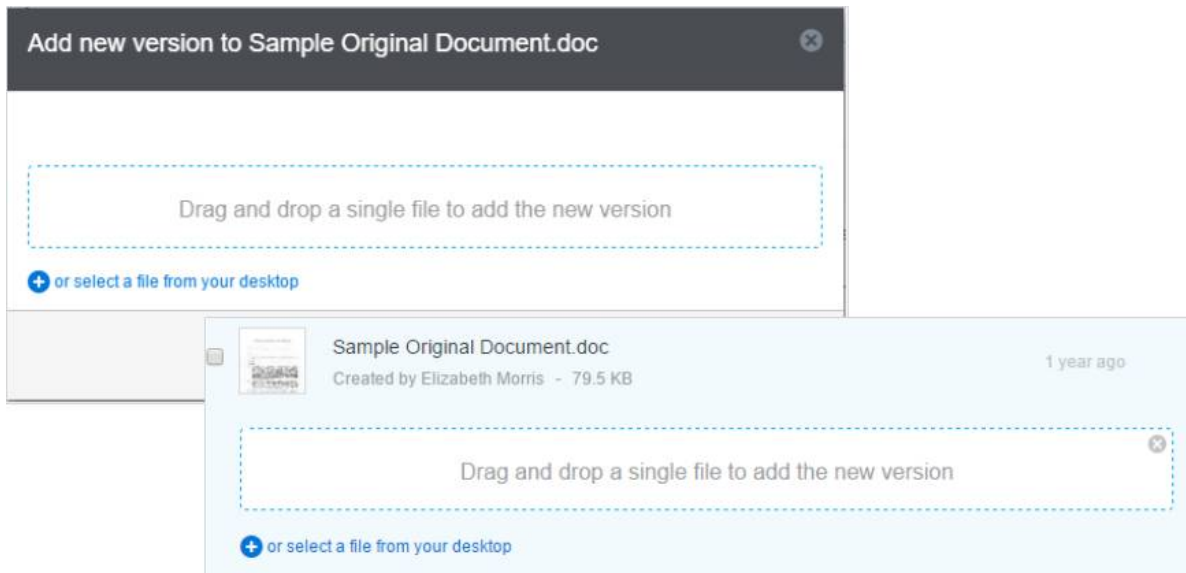 Add new version to Sample Original Document.doc
Drag and drop a single file to add the new version
or select a file from your desktop
Sample Original Document.doc
1 year ago
Created by Elizabeth Morris - 79.5 KB
Drag and drop a single file to add the new version
or select a file from your desktop